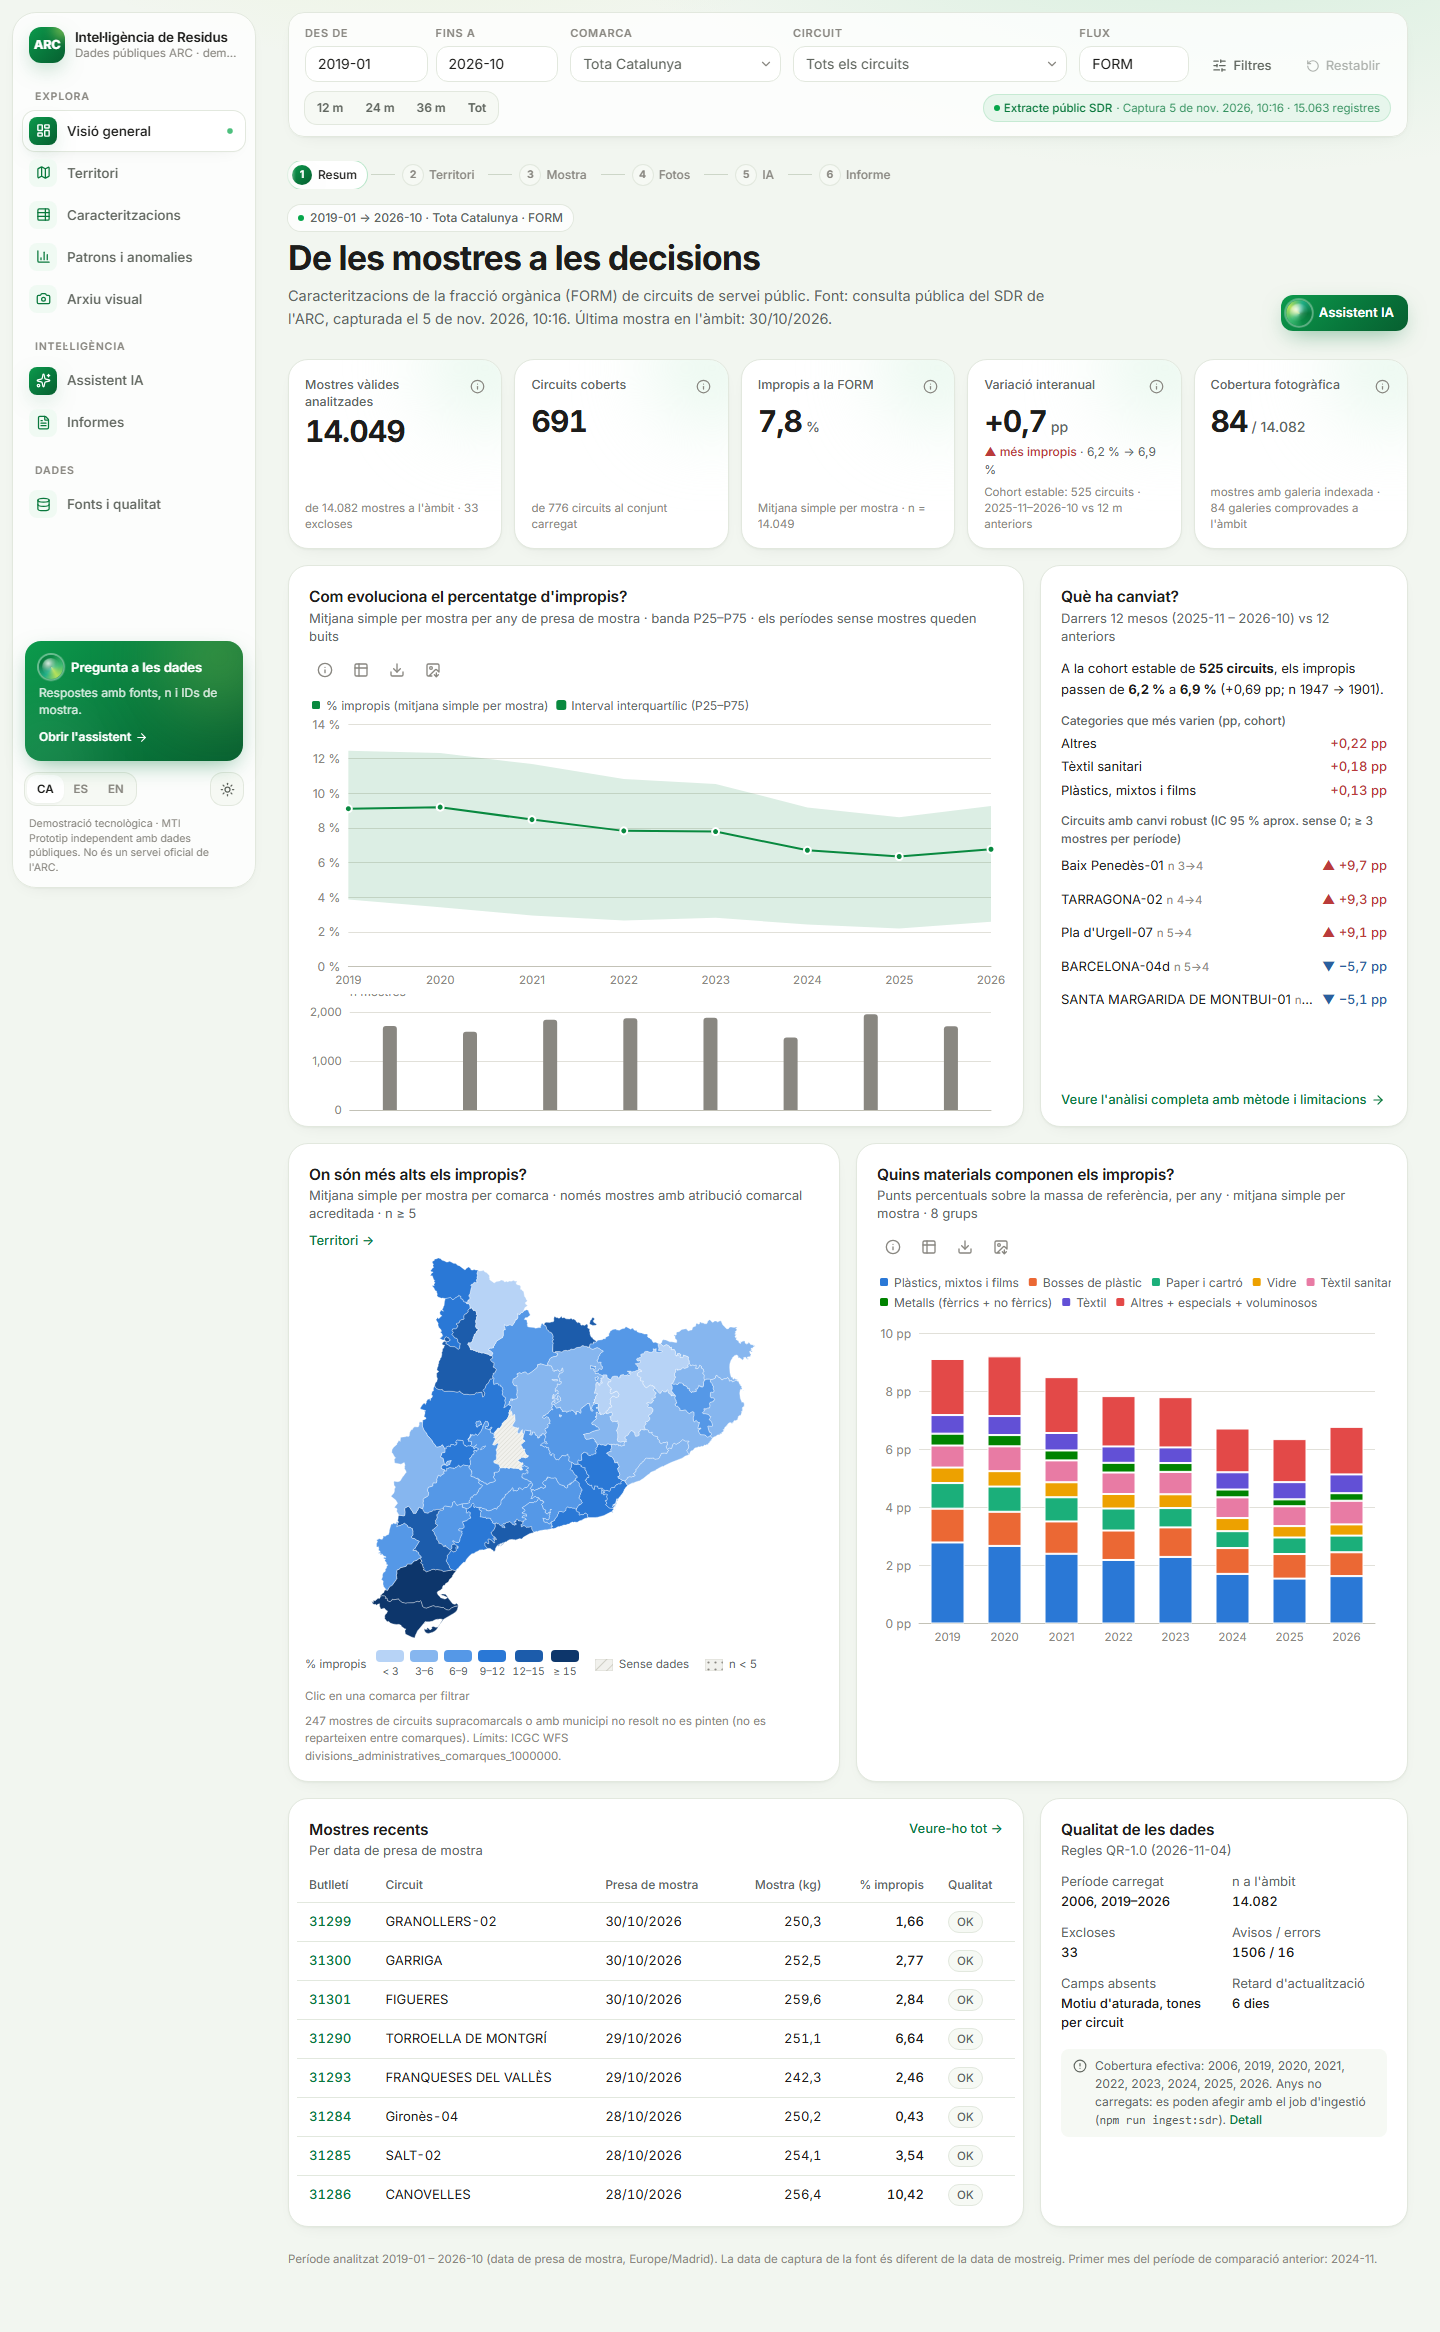 ARC
Intel·ligència de Residus
Dades públiques ARC · dem...
EXPLORA
Visió general
Territori
Caracteritzacions
Patrons i anomalies
Arxiu visual
INTEL·LIGÈNCIA
Assistent IA
Informes
DADES
Fonts i qualitat
Pregunta a les dades
Respostes amb fonts, n i IDs de
mostra.
Obrir l'assistent →
CA ES EN
Demostració tecnològica · MTI
Prototip independent amb dades
públiques. No és un servei oficial de
l'ARC.
DES DE FINS A COMARCA CIRCUIT FLUX
2019-01 2026-10 Tota Catalunya Tots els circuits FORM Filtres Restablir
12 m 24 m 36 m Tot
Extracte públic SDR · Captura 5 de nov. 2026, 10:16 · 15.063 registres
1 Resum 2 Territori 3 Mostra 4 Fotos 5 IA 6 Informe
2019-01 → 2026-10 · Tota Catalunya · FORM
De les mostres a les decisions
Caracteritzacions de la fracció orgànica (FORM) de circuits de servei públic. Font: consulta pública del SDR de
l'ARC, capturada el 5 de nov. 2026, 10:16. Última mostra en l'àmbit: 30/10/2026.
Assistent IA
Mostres vàlides
analitzades
14.049
de 14.082 mostres a l'àmbit · 33
excloses
Circuits coberts
691
de 776 circuits al conjunt
carregat
Impropis a la FORM
7,8 %
Mitjana simple per mostra · n =
14.049
Variació interanual
+0,7 pp
▲ més impropis · 6,2 % → 6,9
%
Cohort estable: 525 circuits ·
2025-11–2026-10 vs 12 m
anteriors
Cobertura fotogràfica
84 / 14.082
mostres amb galeria indexada ·
84 galeries comprovades a
l'àmbit
Com evoluciona el percentatge d'impropis?
Mitjana simple per mostra per any de presa de mostra · banda P25–P75 · els períodes sense mostres queden
buits
% impropis (mitjana simple per mostra) Interval interquartílic (P25–P75)
14 %
12 %
10 %
8 %
6 %
4 %
2 %
0 %
2019 2020 2021 2022 2023 2024 2025 2026
n mostres
2,000
1,000
0
Què ha canviat?
Darrers 12 mesos (2025-11 – 2026-10) vs 12
anteriors
A la cohort estable de 525 circuits, els impropis
passen de 6,2 % a 6,9 % (+0,69 pp; n 1947 → 1901).
Categories que més varien (pp, cohort)
Altres +0,22 pp
Tèxtil sanitari +0,18 pp
Plàstics, mixtos i films +0,13 pp
Circuits amb canvi robust (IC 95 % aprox. sense 0; ≥ 3
mostres per període)
Baix Penedès-01 n 3→4 ▲ +9,7 pp
TARRAGONA-02 n 4→4 ▲ +9,3 pp
Pla d'Urgell-07 n 5→4 ▲ +9,1 pp
BARCELONA-04d n 5→4 ▼ −5,7 pp
SANTA MARGARIDA DE MONTBUI-01 n... ▼ −5,1 pp
Veure l'anàlisi completa amb mètode i limitacions →
On són més alts els impropis?
Mitjana simple per mostra per comarca · només mostres amb atribució comarcal
acreditada · n ≥ 5
Territori →
% impropis < 3 3–6 6–9 9–12 12–15 ≥ 15 Sense dades n < 5
Clic en una comarca per filtrar
247 mostres de circuits supracomarcals o amb municipi no resolt no es pinten (no es
reparteixen entre comarques). Límits: ICGC WFS
divisions_administratives_comarques_1000000.
Quins materials componen els impropis?
Punts percentuals sobre la massa de referència, per any · mitjana simple per
mostra · 8 grups
Plàstics, mixtos i films Bosses de plàstic Paper i cartró Vidre Tèxtil sanitar
Metalls (fèrrics + no fèrrics) Tèxtil Altres + especials + voluminosos
10 pp
8 pp
6 pp
4 pp
2 pp
0 pp
2019 2020 2021 2022 2023 2024 2025 2026
Mostres recents
Veure-ho tot →
Per data de presa de mostra
Butlletí Circuit Presa de mostra Mostra (kg) % impropis Qualitat
31299 GRANOLLERS-02 30/10/2026 250,3 1,66 OK
31300 GARRIGA 30/10/2026 252,5 2,77 OK
31301 FIGUERES 30/10/2026 259,6 2,84 OK
31290 TORROELLA DE MONTGRÍ 29/10/2026 251,1 6,64 OK
31293 FRANQUESES DEL VALLÈS 29/10/2026 242,3 2,46 OK
31284 Gironès-04 28/10/2026 250,2 0,43 OK
31285 SALT-02 28/10/2026 254,1 3,54 OK
31286 CANOVELLES 28/10/2026 256,4 10,42 OK
Qualitat de les dades
Regles QR-1.0 (2026-11-04)
Període carregat n a l'àmbit
2006, 2019–2026 14.082
Excloses Avisos / errors
33 1506 / 16
Camps absents Retard d'actualització
Motiu d'aturada, tones 6 dies
per circuit
Cobertura efectiva: 2006, 2019, 2020, 2021,
2022, 2023, 2024, 2025, 2026. Anys no
carregats: es poden afegir amb el job d'ingestió
(npm run ingest:sdr). Detall
Període analitzat 2019-01 – 2026-10 (data de presa de mostra, Europe/Madrid). La data de captura de la font és diferent de la data de mostreig. Primer mes del període de comparació anterior: 2024-11.